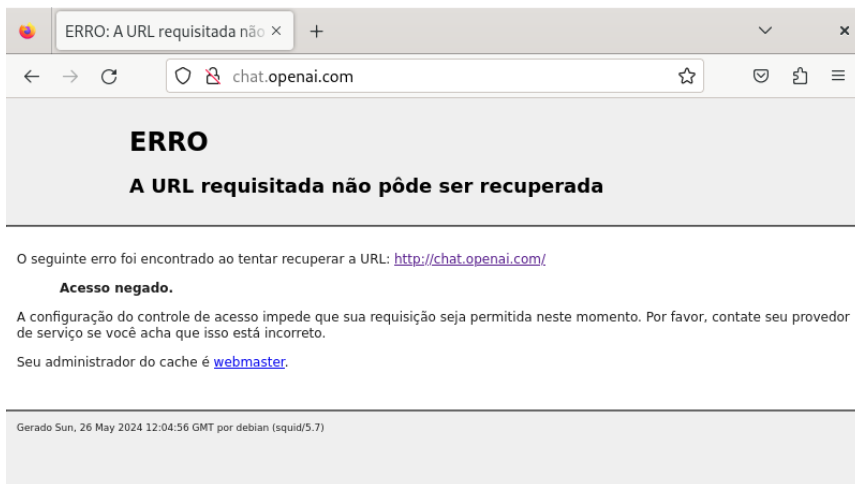 ERRO: A URL requisitada não
chat.openai.com
ERRO
A URL requisitada não pôde ser recuperada
O seguinte erro foi encontrado ao tentar recuperar a URL: http://chat.openai.com/
Acesso negado.
A configuração do controle de acesso impede que sua requisição seja permitida neste momento. Por favor, contate seu provedor
de serviço se você acha que isso está incorreto.
Seu administrador do cache é webmaster.
Gerado Sun, 26 May 2024 12:04:56 GMT por debian (squid/5.7)